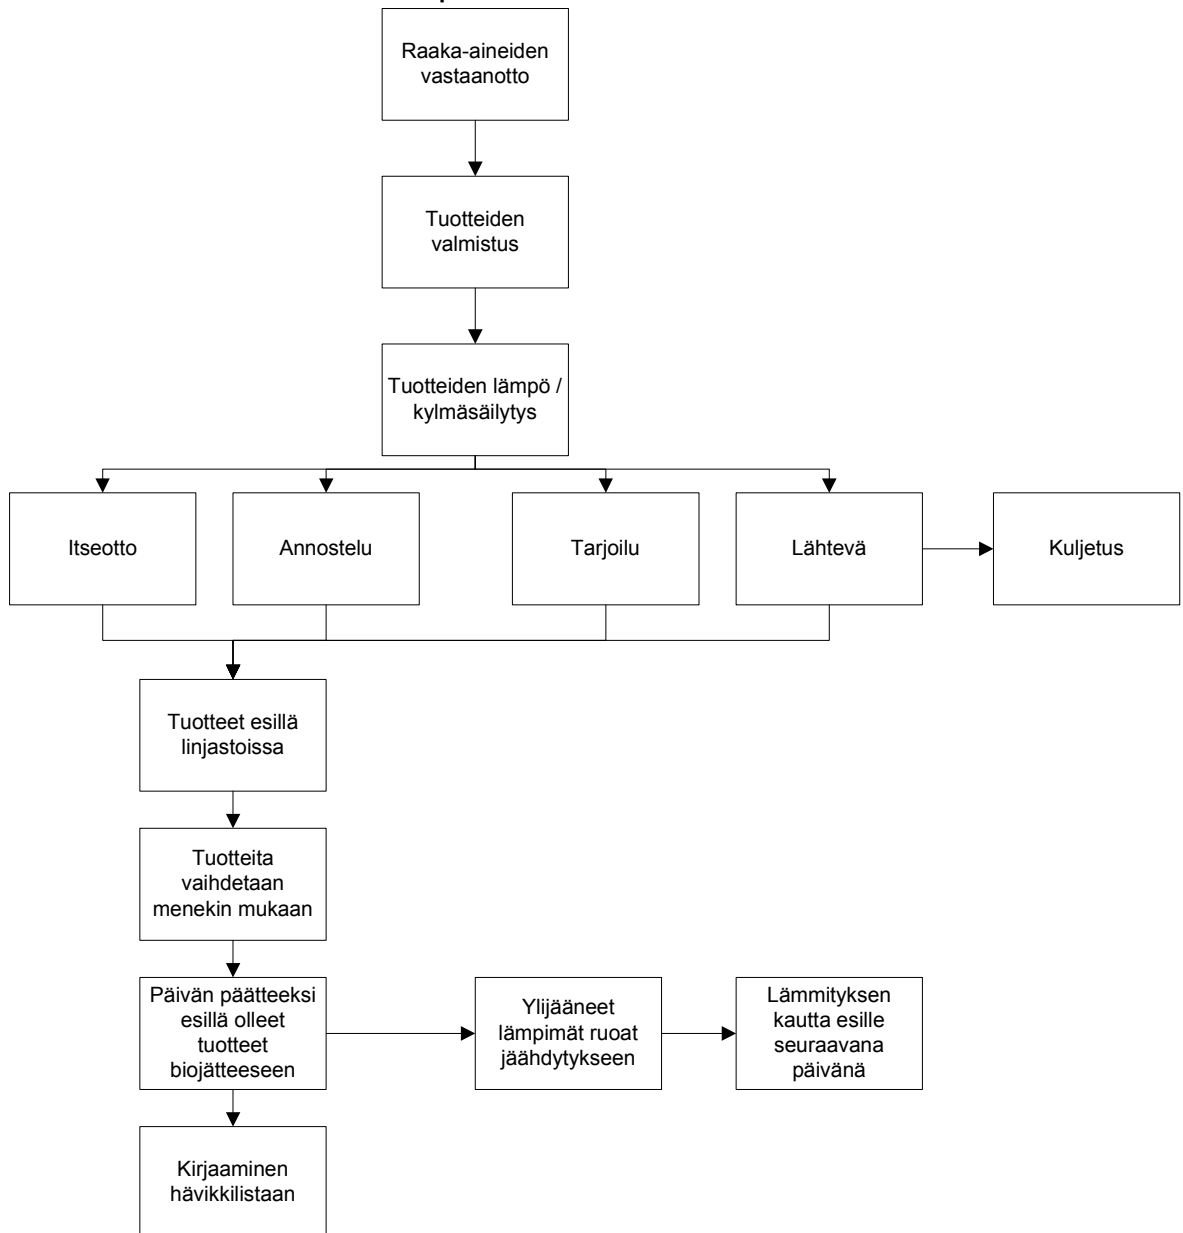 Raaka-aineiden
vastaanotto
Tuotteiden
valmistus
Tuotteiden lämpö /
kylmäsäilytys
Itseotto
Annostelu
Tarjoilu
Lähtevä
Kuljetus
Tuotteet esillä
linjastoissa
Tuotteita
vaihdetaan
menekin mukaan
Päivän päätteeksi
esillä olleet
tuotteet
biojätteeseen
Ylijääneet
lämpimät ruoat
jäähdytykseen
Lämmityksen
kautta esille
seuraavana
päivänä
Kirjaaminen
hävikkilistaan